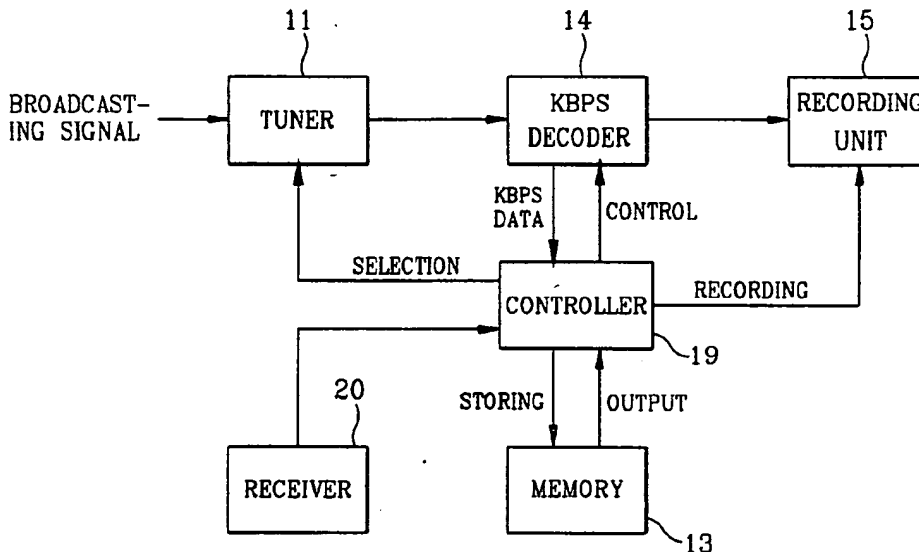 11
14
15
BROADCAST-
ING SIGNAL
TUNER
KBPS
DECODER
RECORDING
UNIT
KBPS
DATA
CONTROL
SELECTION
CONTROLLER
RECORDING
19
20
STORING
OUTPUT
RECEIVER
MEMORY
13